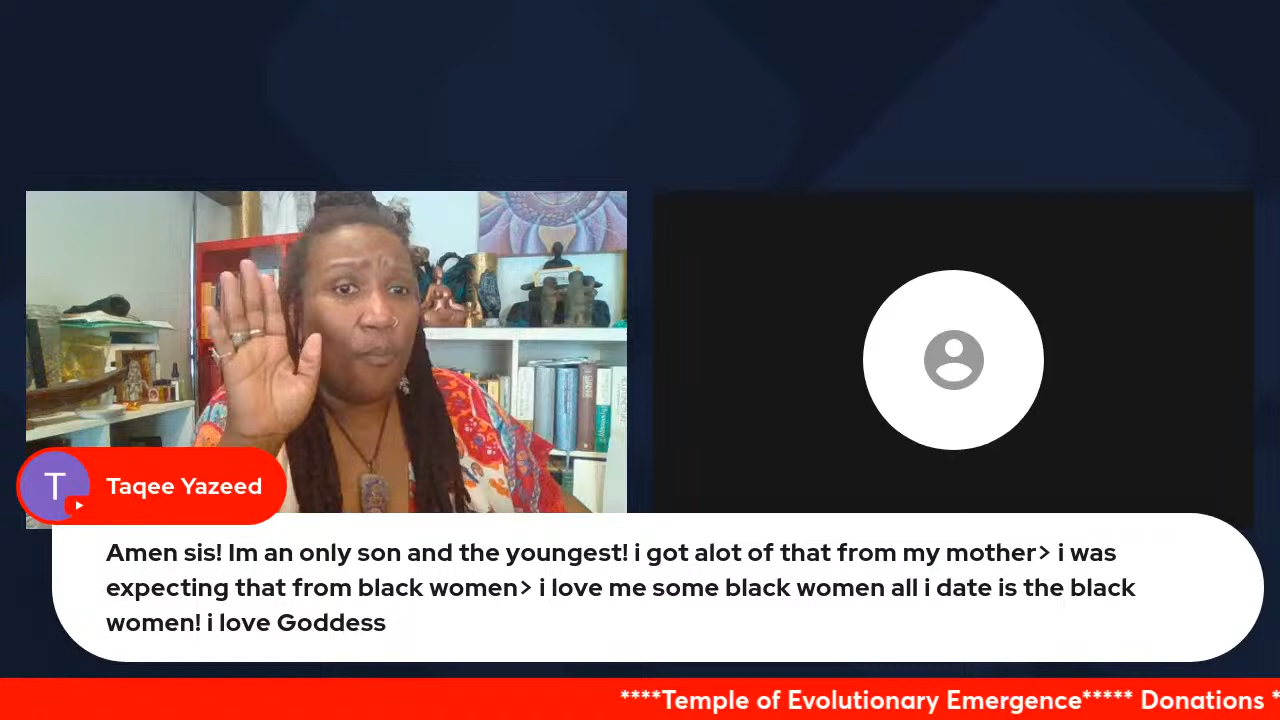 T
Taqee Yazeed
Amen sis! Im an only son and the youngest! i got alot of that from my mother> i was
expecting that from black women> i love me some black women all i date is the black
women! i love Goddess
****Temple of Evolutionary Emergence***** Donations *